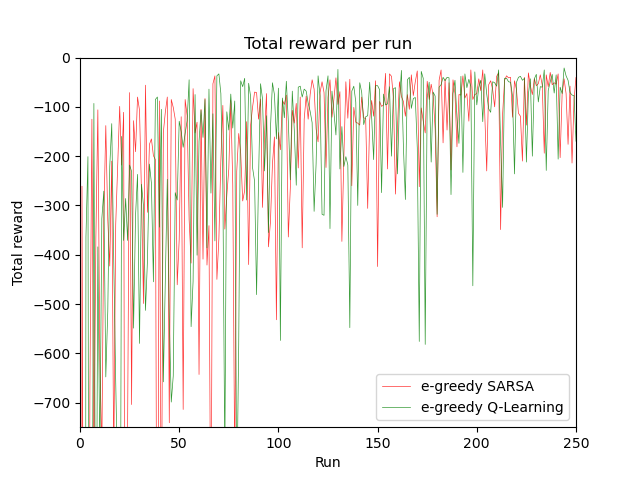 Total reward per run
0
−100
−200
−300
−400
−500
−600
−700
Total reward
0
50
100
150
200
250
Run
e-greedy SARSA
e-greedy Q-Learning